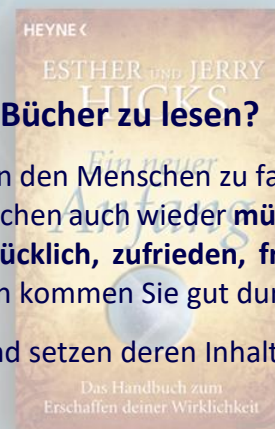 HEYNE<
ESTHER UND JERRY
HICKS
Bücher zu lesen?
Ein neuer
n den Menschen zu fa
chen auch wieder mü
Anfang
ücklich, zufrieden, fr
n kommen Sie gut dur
nd setzen deren Inhalt
Das Handbuch zum
Erschaffen deiner Wirklichkeit